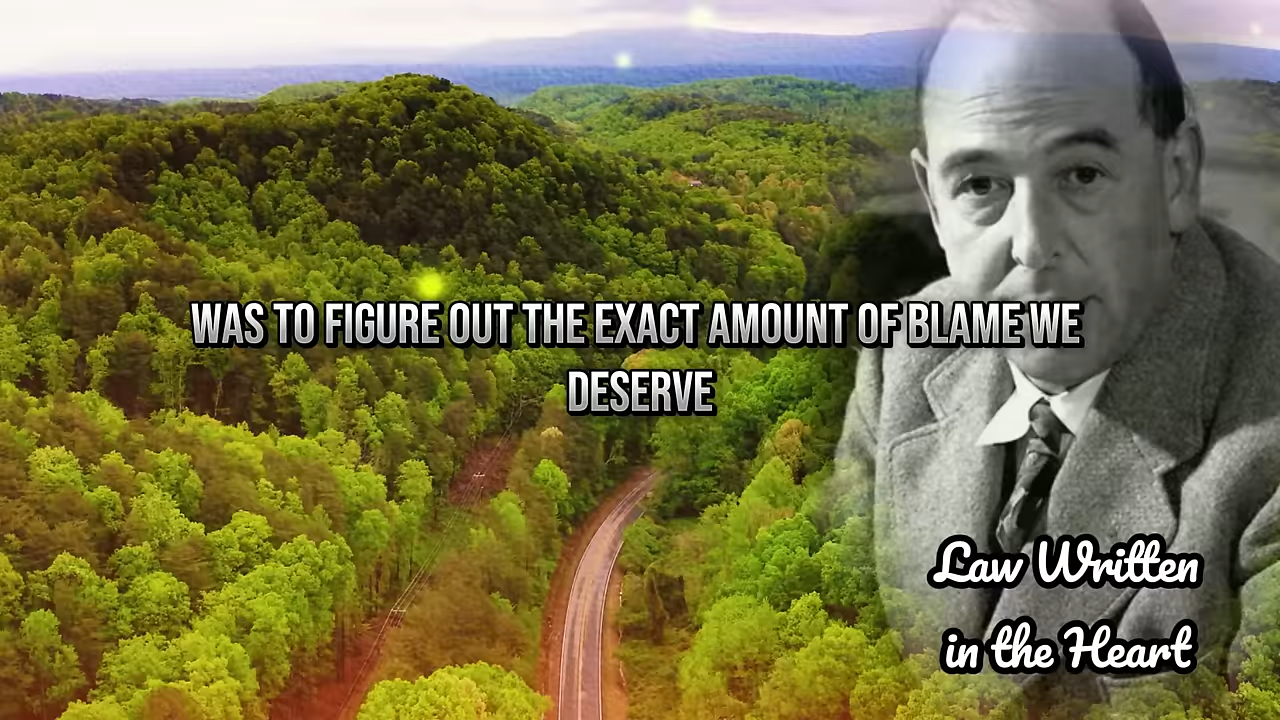 WAS TO FIGURE OUT THE EXACT AMOUNT OF BLAME WE
DESERVE
Law Written
in the Heart